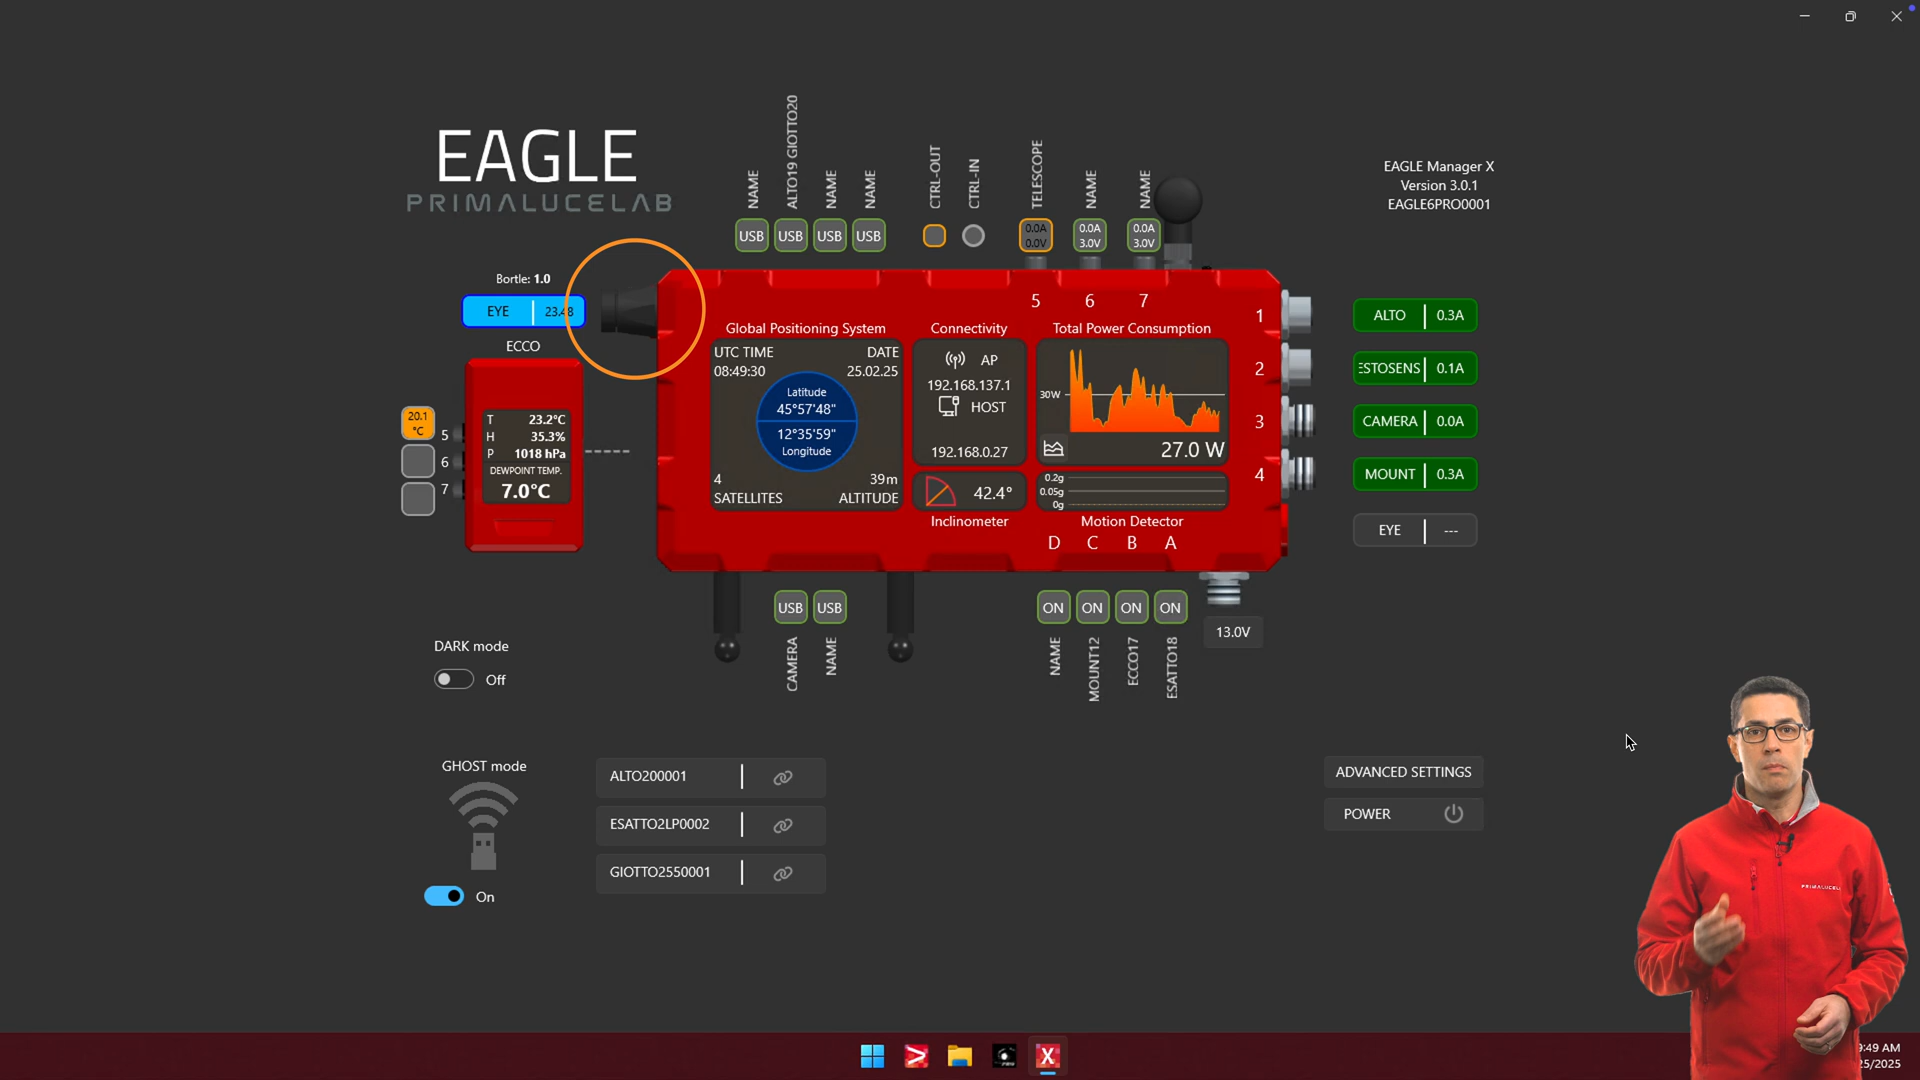 EAGLE
PRIMALUCELAB
NAME
ALTO19 GIOTTO20
NAME
NAME
CTRL-OUT
CTRL-IN
TELESCOPE
NAME
NAME
USB
USB
USB
USB
0.0A
0.0V
0.0A
3.0V
0.0A
3.0V
EAGLE Manager X
Version 3.0.1
EAGLE6PRO0001
Bortle: 1.0
EYE
23.48
ECCO
20.1
°C
5
6
7
T 23.2°C
H 35.3%
P 1018 hPa
DEWPOINT TEMP.
7.0°C
5 6 7
Global Positioning System
UTC TIME DATE
08:49:30 25.02.25
Latitude
45°57'48"
12°35'59"
Longitude
4 39m
SATELLITES ALTITUDE
Connectivity
AP
192.168.137.1
HOST
192.168.0.27
42.4°
Inclinometer
Total Power Consumption
30W
27.0 W
0.2g
0.05g
0g
Motion Detector
D C B A
1
2
3
4
ALTO 0.3A
ESTOSENS 0.1A
CAMERA 0.0A
MOUNT 0.3A
EYE ---
USB
USB
CAMERA
NAME
ON
ON
ON
ON
NAME
MOUNT12
ECCO17
ESATTO18
13.0V
DARK mode
Off
GHOST mode
On
ALTO200001
ESATTO2LP0002
GIOTTO2550001
ADVANCED SETTINGS
POWER
PRIMALUCEL
X
:49 AM
25/2025